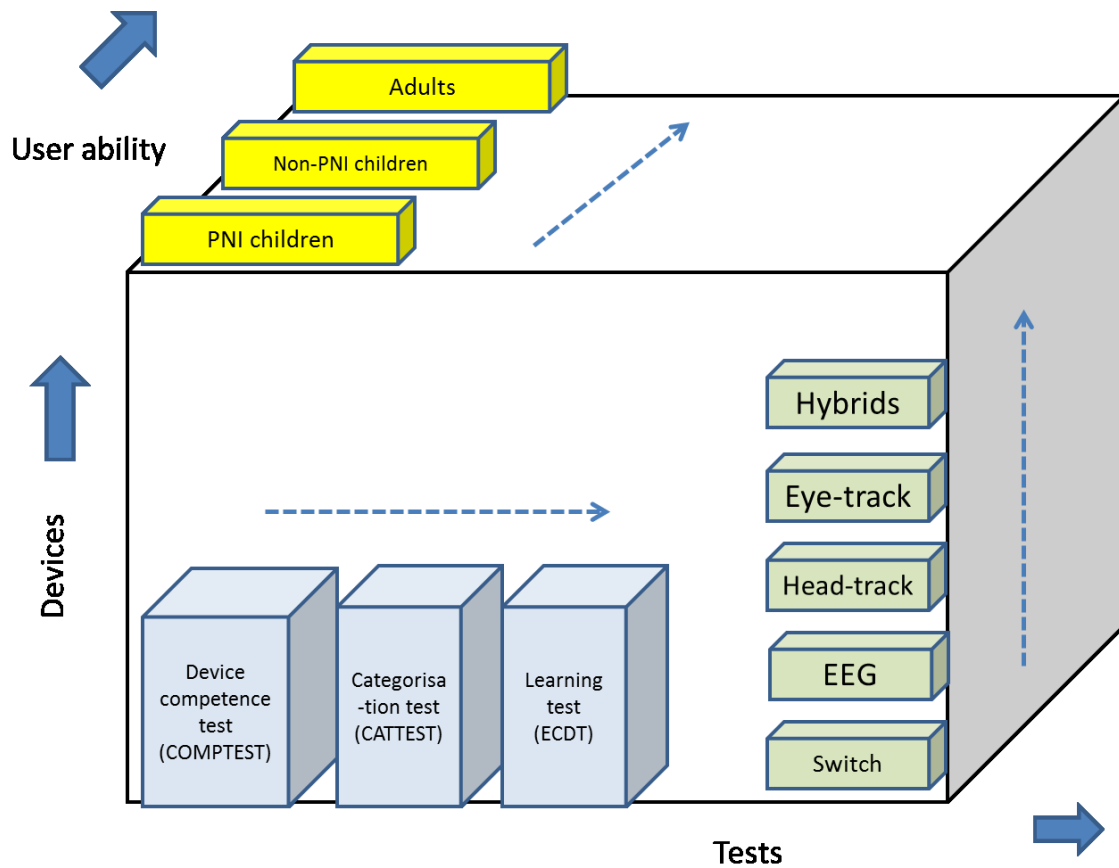 Adults
User ability
Non-PNI children
PNI children
Hybrids
Eye-track
Devices
Head-track
Device
competence
test
(COMPTEST)
Categorisa
-tion test
(CATTEST)
Learning
test
(ECDT)
EEG
Switch
Tests